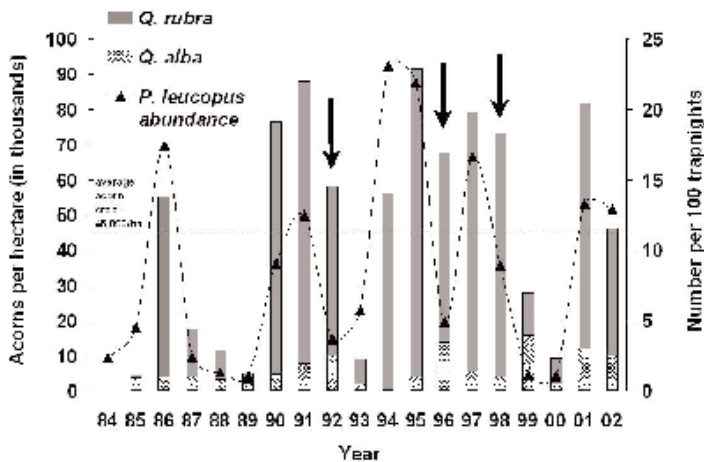 Q. rubra
Q. alba
P. leucopus
abundance
100
90
80
70
60
50
40
30
20
10
0
Acorns per hectare (in thousands)
average
acorn
25
20
15
10
5
0
Number per 100 trapnights
84 85 86 87 88 89 90 91 92 93 94 95 96 97 98 99 00 01 02
Year